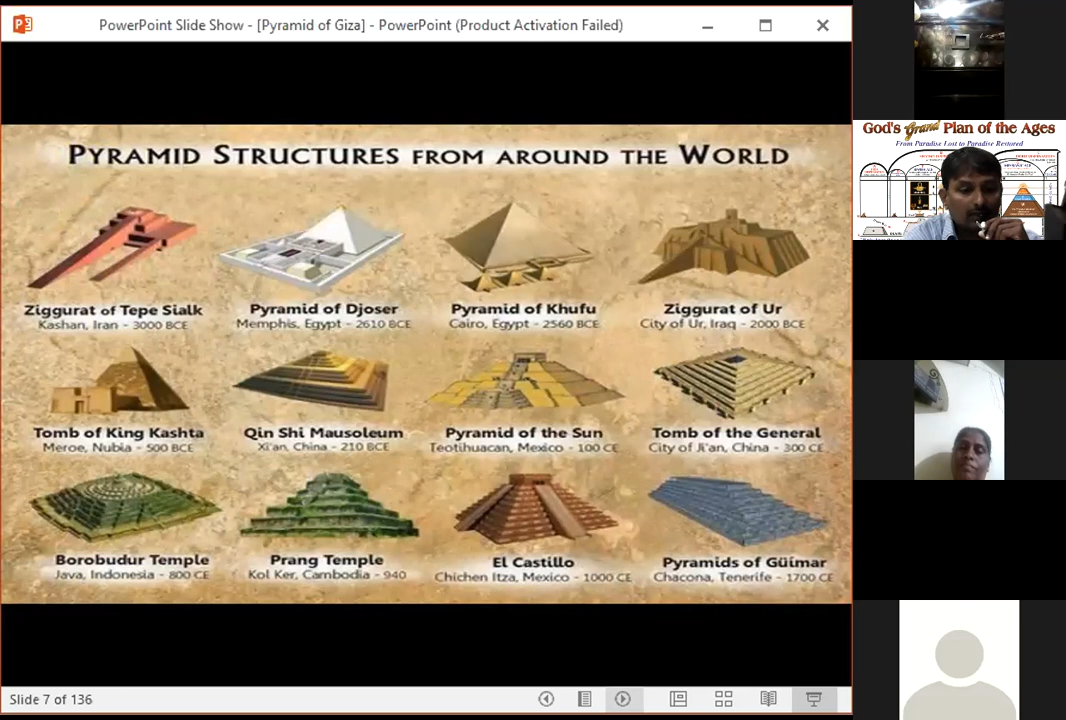 PowerPoint Slide Show - [Pyramid of Giza] - PowerPoint (Product Activation Failed)
PYRAMID STRUCTURES FROM AROUND THE WORLD
Ziggurat of Tepe Sialk
Kashan, Iran - 3000 BCE
Pyramid of Djoser
Memphis, Egypt - 2610 BCE
Pyramid of Khufu
Cairo, Egypt - 2560 BCE
Ziggurat of Ur
City of Ur, Iraq - 2000 BCE
Tomb of King Kashta
Meroe, Nubia - 500 BCE
Qin Shi Mausoleum
Xi'an, China - 210 BCE
Pyramid of the Sun
Teotihuacan, Mexico - 100 CE
Tomb of the General
City of Ji'an, China - 300 CE
Borobudur Temple
Java, Indonesia - 800 CE
Prang Temple
Kol Ker, Cambodia - 940
El Castillo
Chichen Itza, Mexico - 1000 CE
Pyramids of Güimar
Chacona, Tenerife - 1700 CE
Slide 7 of 136
God's Grand Plan of the Ages
From Paradise Lost to Paradise Restored